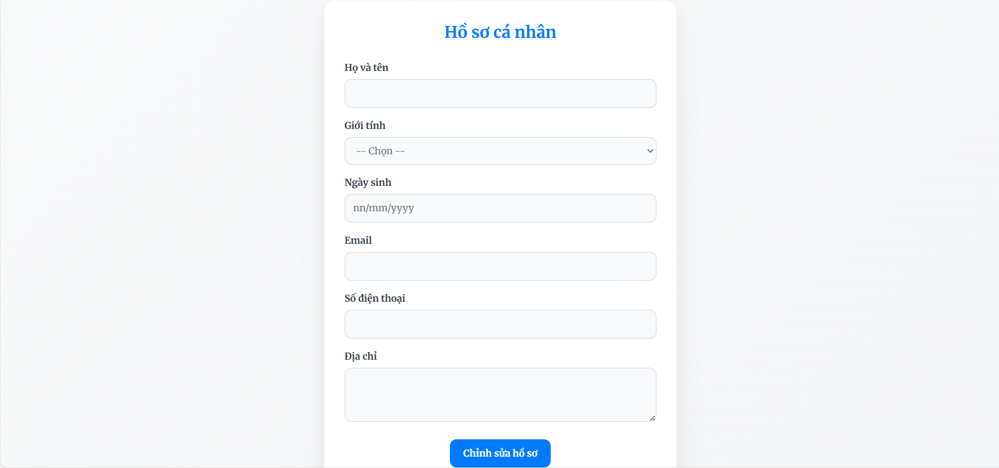 Hồ sơ cá nhân
Họ và tên
Giới tính
-- Chọn --
Ngày sinh
nn/mm/yyyy
Email
Số điện thoại
Địa chỉ
Chỉnh sửa hồ sơ